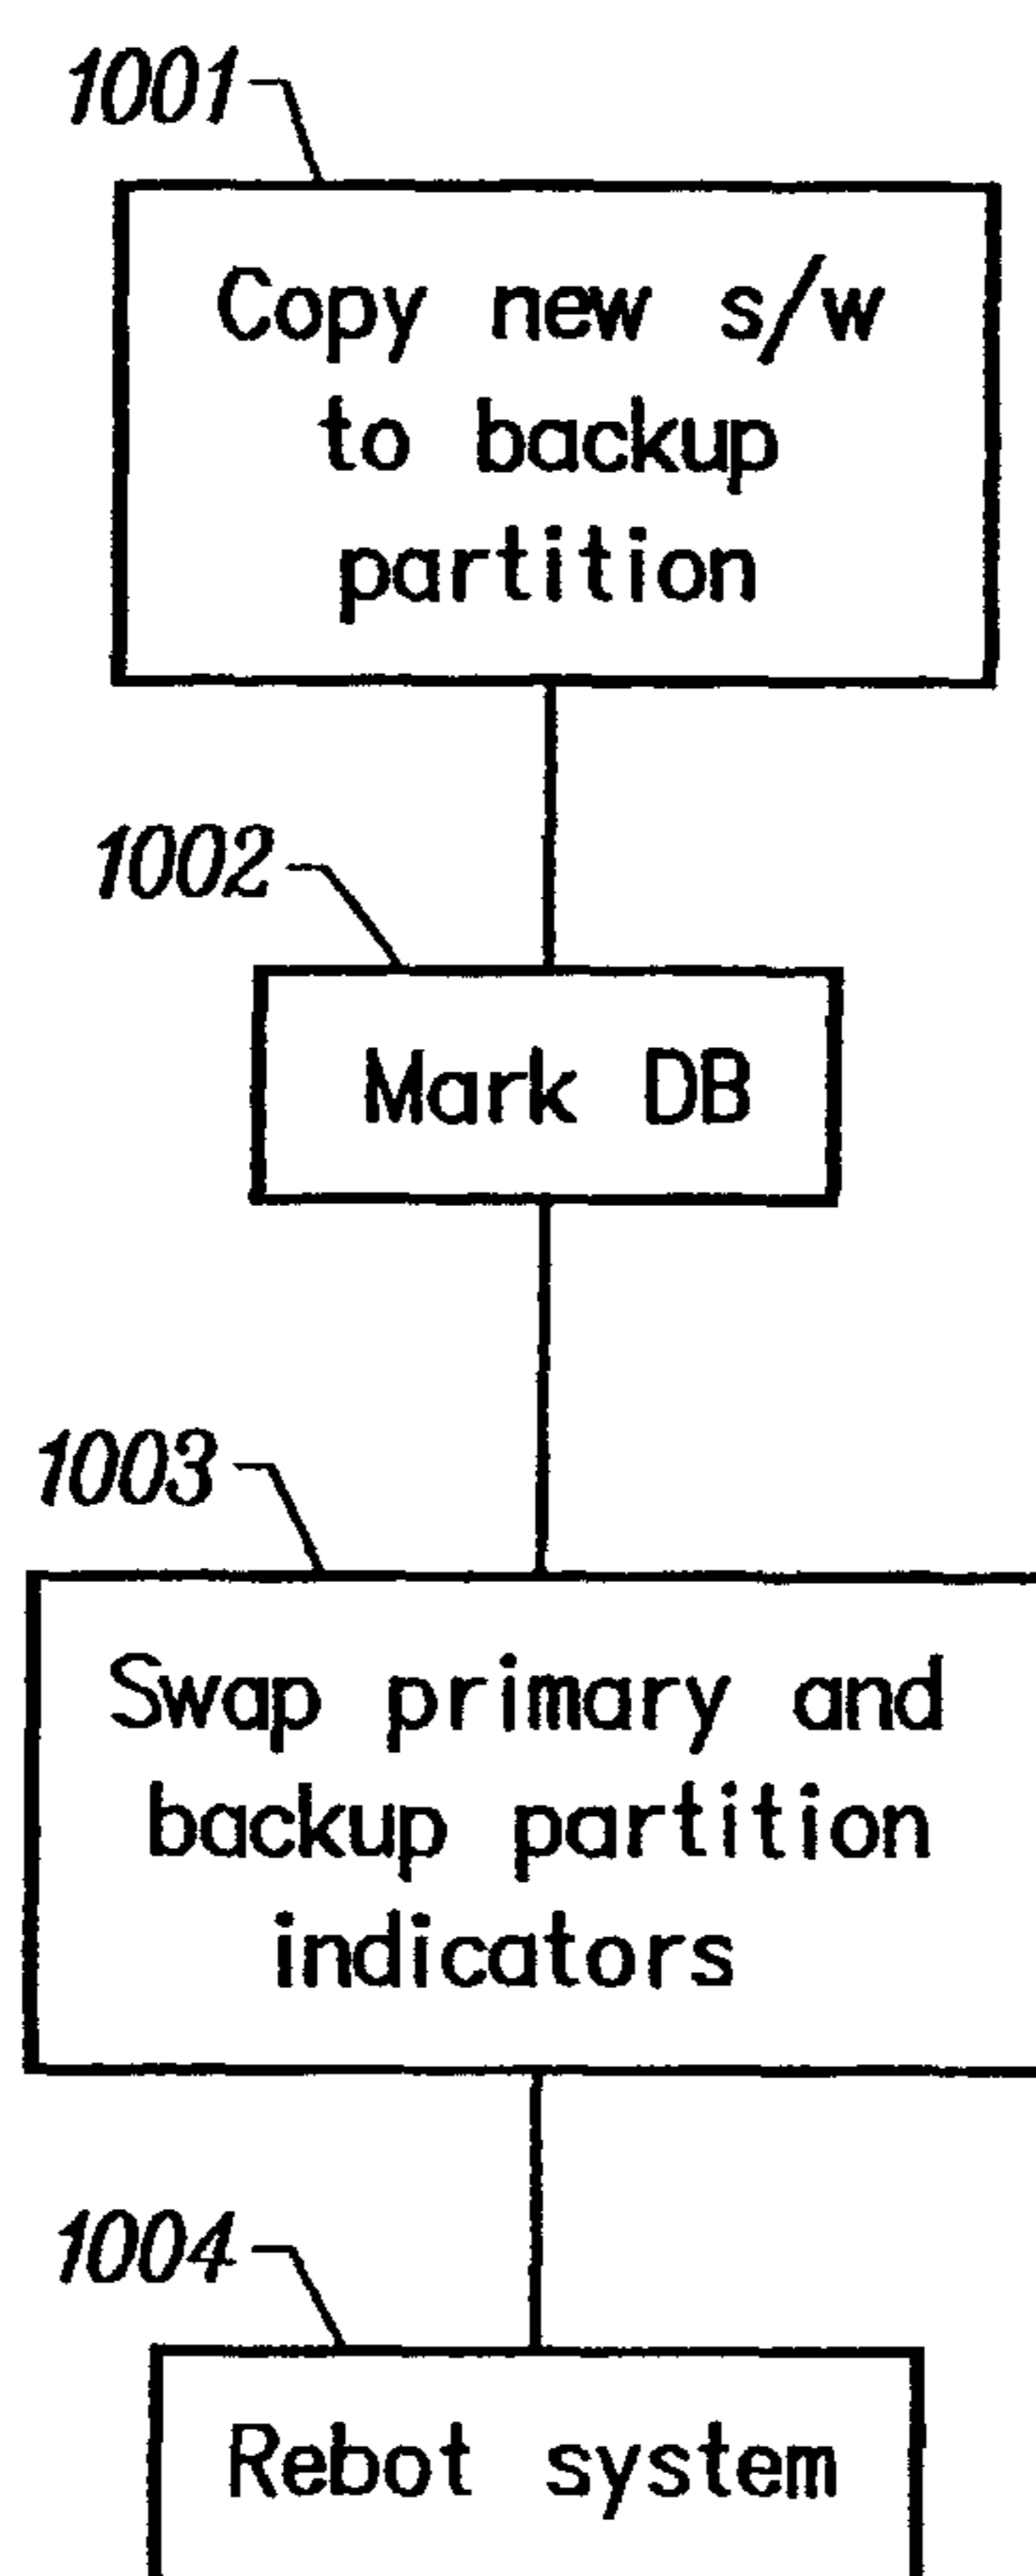 1001
Copy new s/w
to backup
partition
1002
Mark DB
1003
Swap primary and
backup partition
indicators
1004
Rebot system